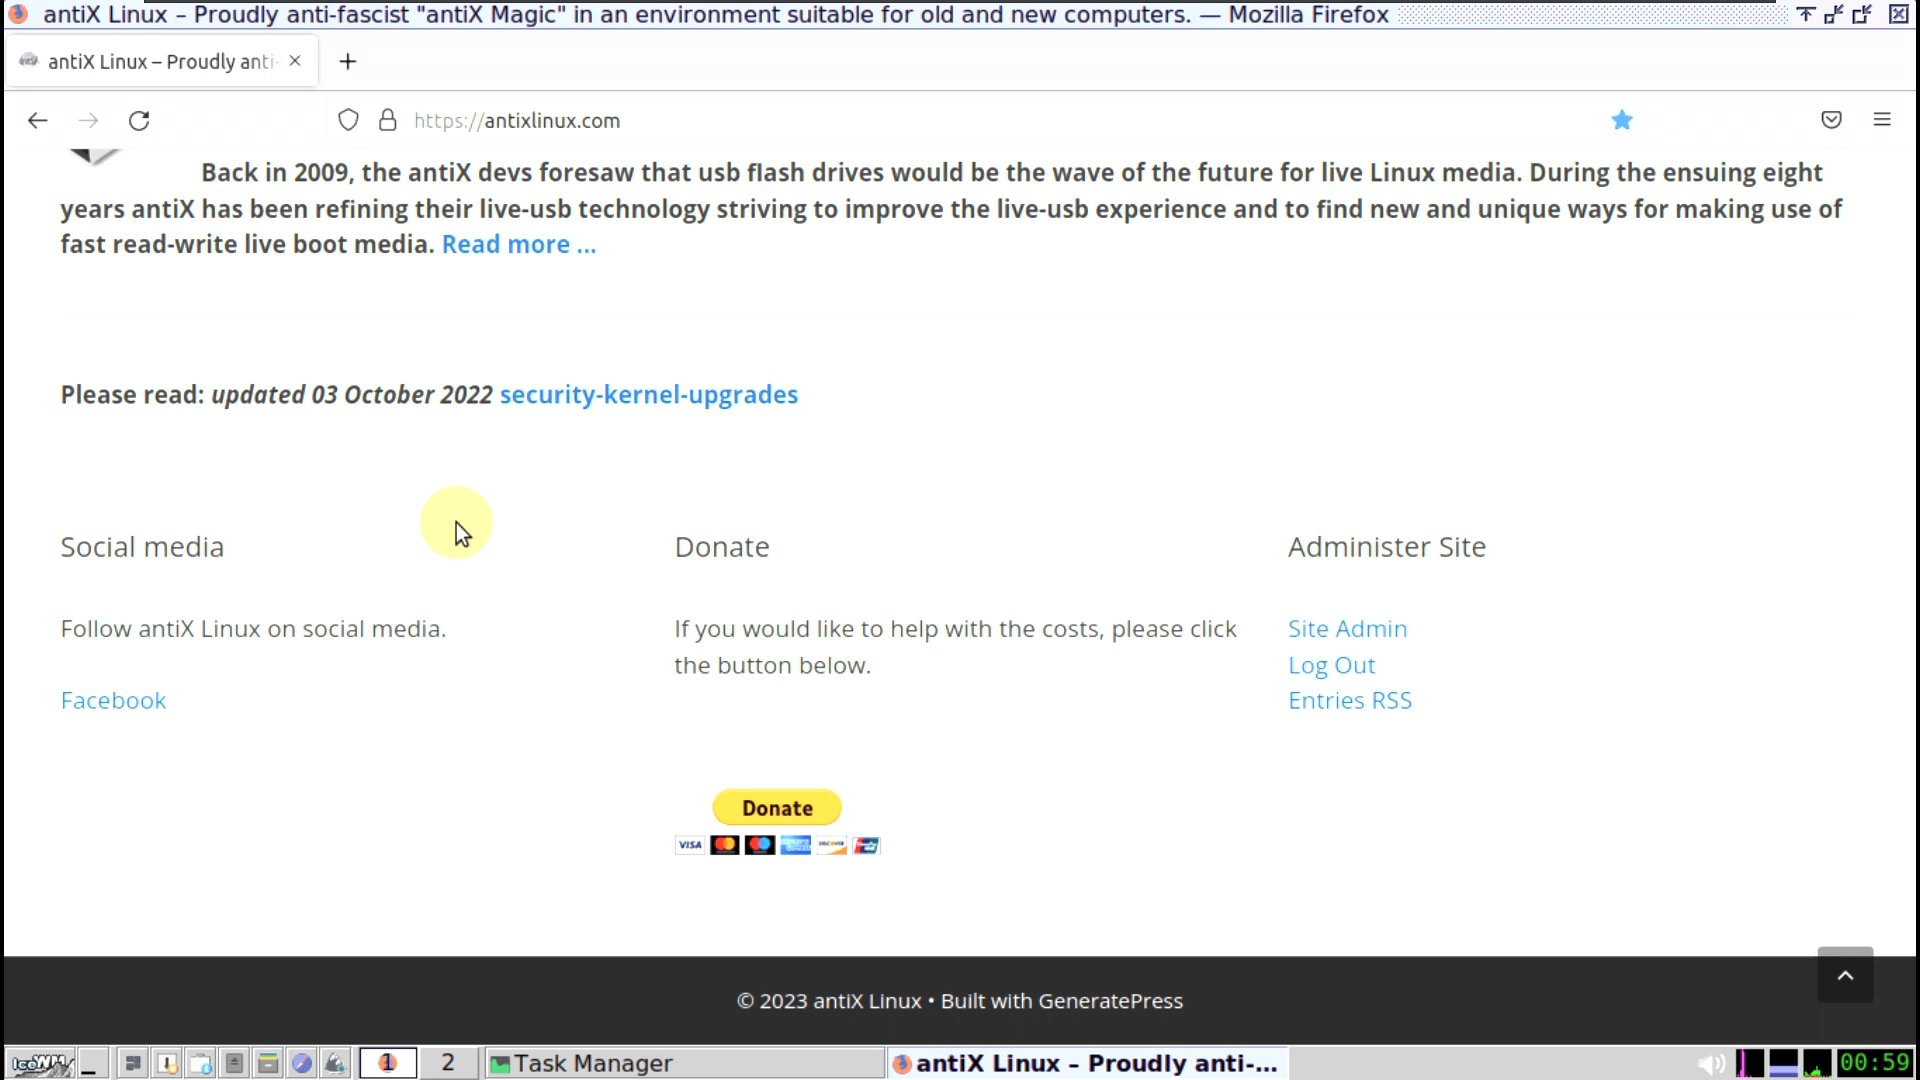 antiX Linux – Proudly anti-fascist "antiX Magic" in an environment suitable for old and new computers. — Mozilla Firefox
antiX Linux – Proudly anti-
https://antixlinux.com
Back in 2009, the antiX devs foresaw that usb flash drives would be the wave of the future for live Linux media. During the ensuing eight
years antiX has been refining their live-usb technology striving to improve the live-usb experience and to find new and unique ways for making use of
fast read-write live boot media. Read more ...
Please read: updated 03 October 2022 security-kernel-upgrades
Social media
Follow antiX Linux on social media.
Facebook
Donate
If you would like to help with the costs, please click
the button below.
Donate
VISA
DISCOVER
Administer Site
Site Admin
Log Out
Entries RSS
© 2023 antiX Linux • Built with GeneratePress
IceWM
1
2
Task Manager
antiX Linux – Proudly anti-...
00:59